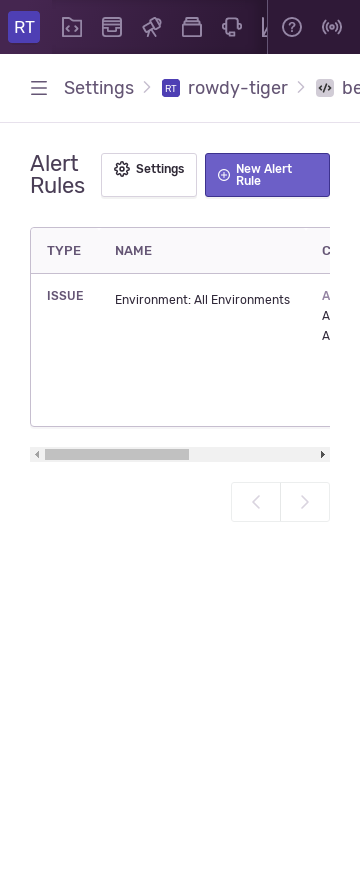 RT
Settings
RT rowdy-tiger
be
Alert
Rules
Settings
New Alert
Rule
TYPE NAME C
ISSUE Environment: All Environments A
A
A